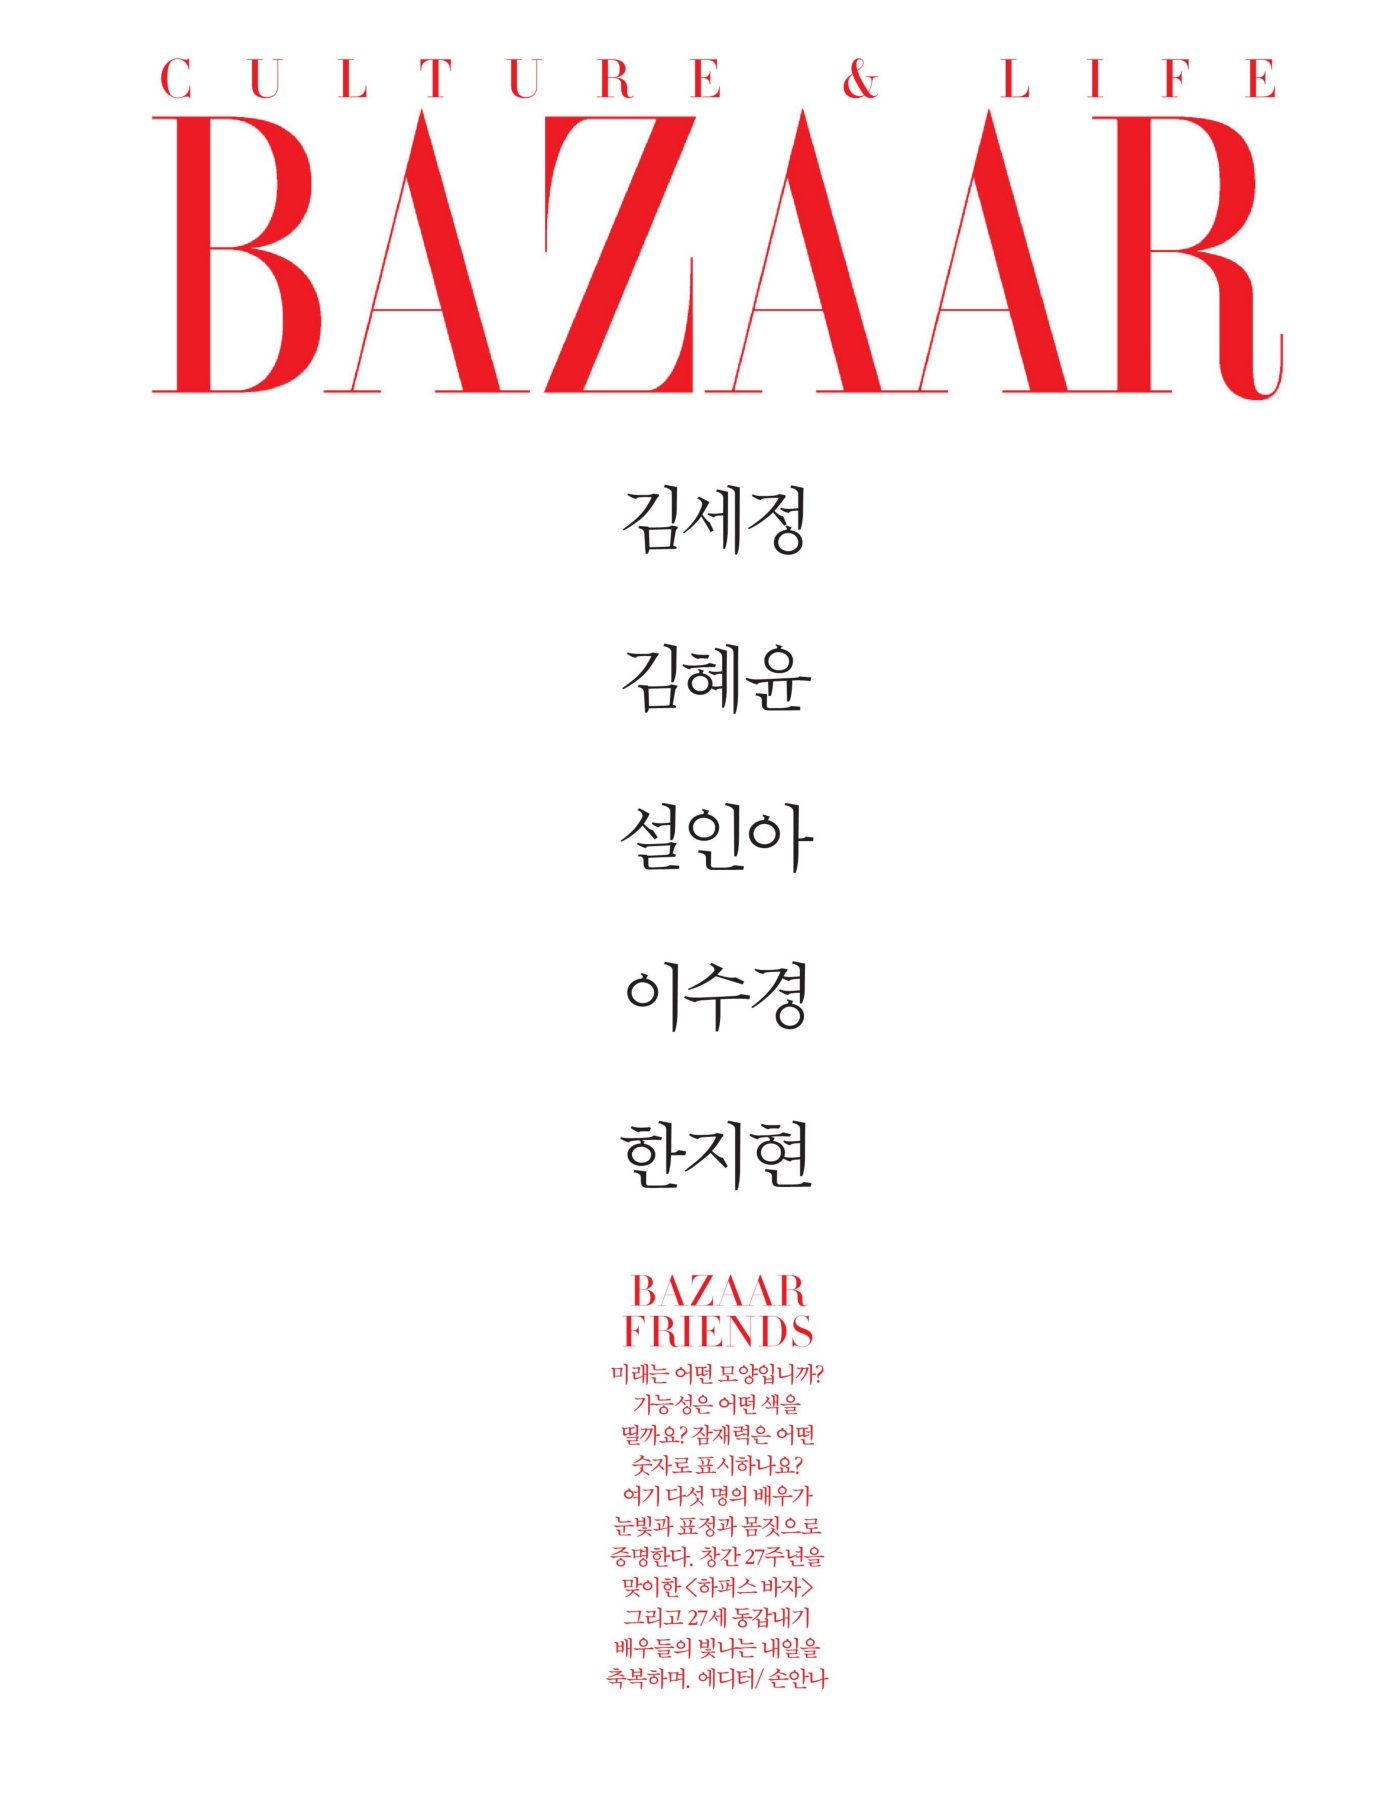 CULTURE & LIFE
BAZAAR
김세정
김혜윤
설인아
이수경
한지현
BAZAAR
FRIENDS
미래는 어떤 모양입니까?
가능성은 어떤 색을
띨까요? 잠재력은 어떤
숫자로 표시하나요?
여기 다섯 명의 배우가
눈빛과 표정과 몸짓으로
증명한다. 창간 27주년을
맞이한 <하퍼스 바자>
그리고 27세 동갑내기
배우들의 빛나는 내일을
축복하며. 에디터/ 손안나